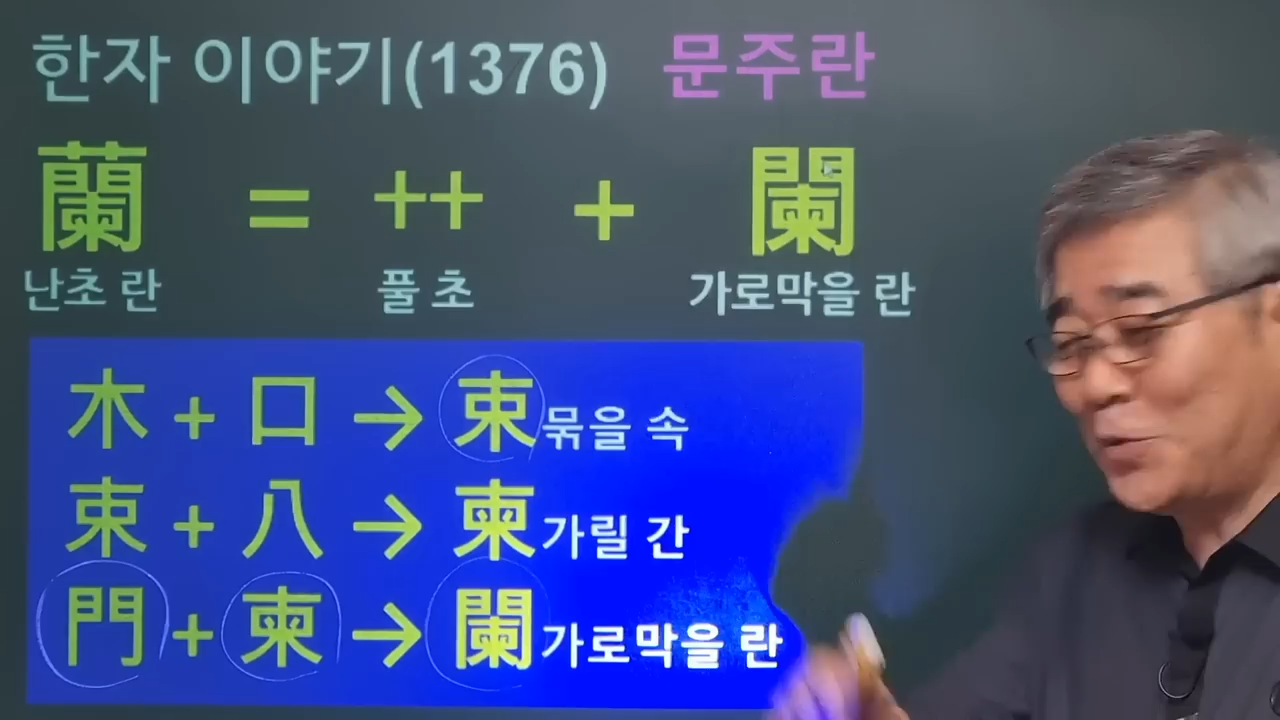 한자 이야기(1376) 문주란
蘭 = ++ + 闌
난초 란 풀 초 가로막을 란
木 + 口 → 束 묶을 속
束 + 八 → 柬 가릴 간
門 + 柬 → 闌 가로막을 란